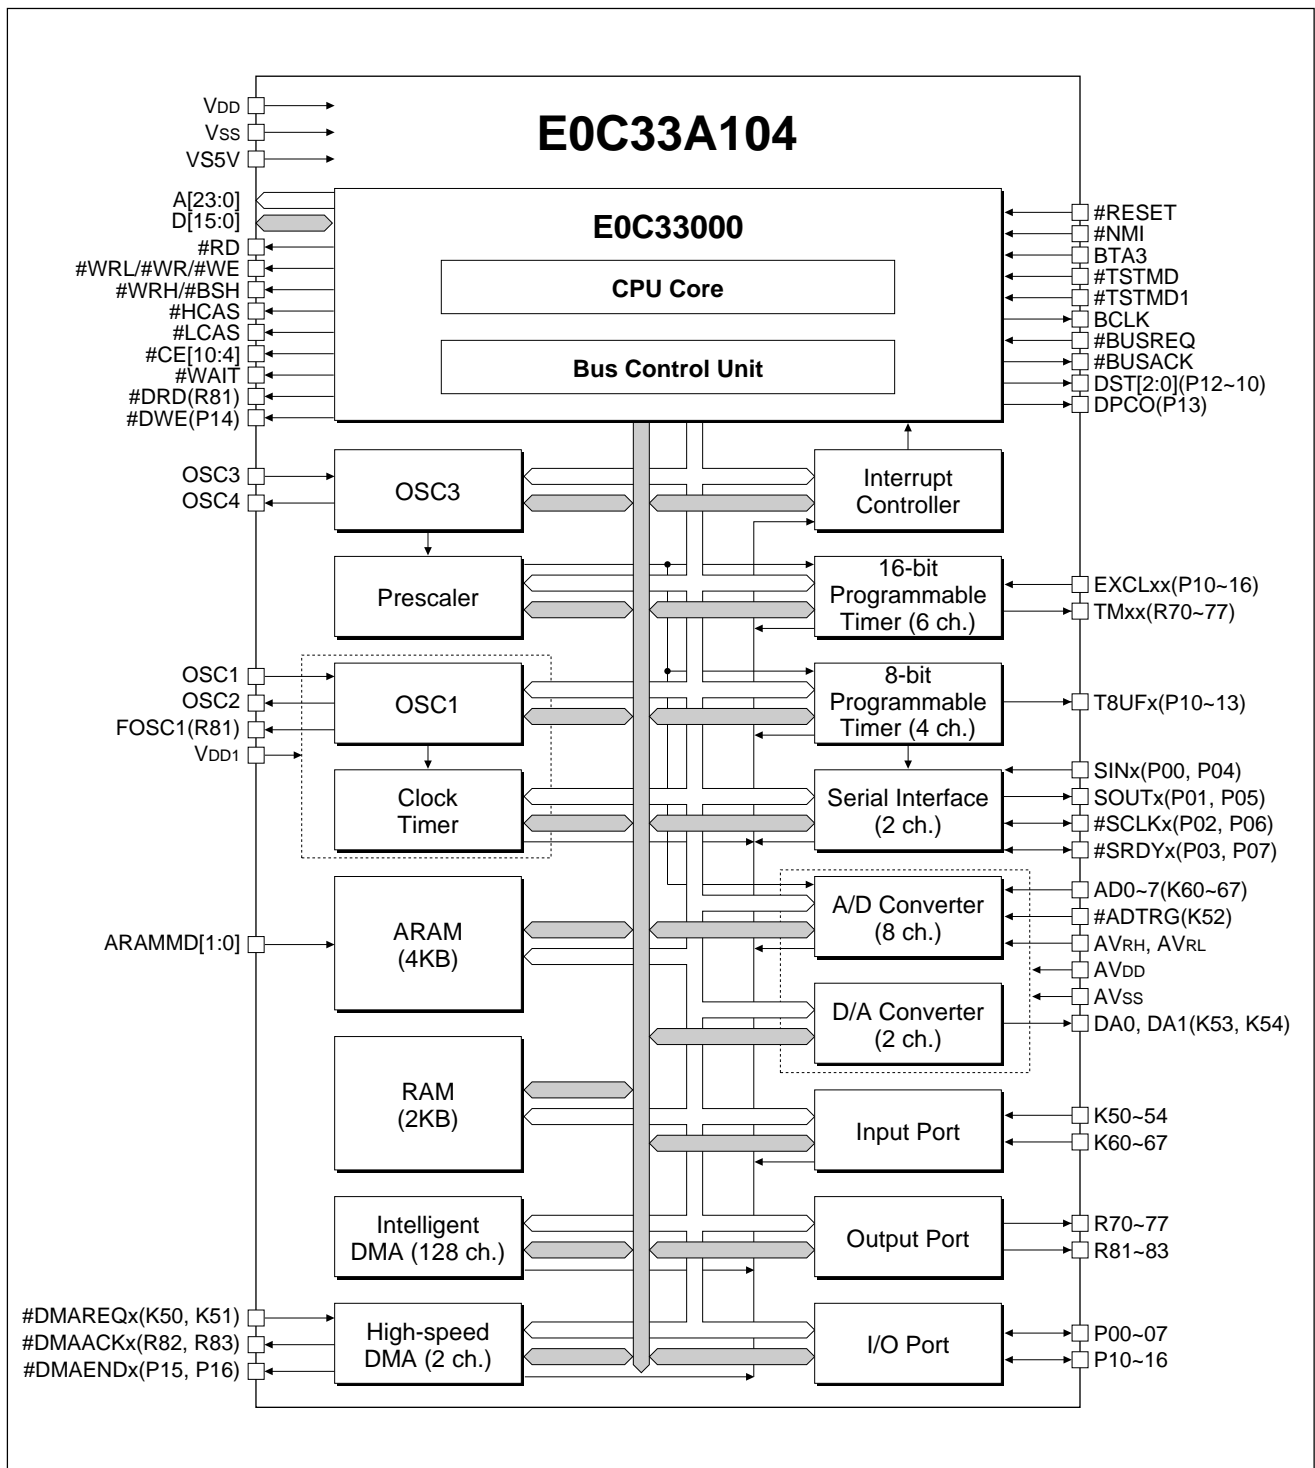 E0C33A104
VDD
VSS
VS5V
A[23:0]
D[15:0]
#RD
#WRL/#WR/#WE
#WRH/#BSH
#HCAS
#LCAS
#CE[10:4]
#WAIT
#DRD(R81)
#DWE(P14)
E0C33000
CPU Core
Bus Control Unit
#RESET
#NMI
BTA3
#TSTMD
#TSTMD1
BCLK
#BUSREQ
#BUSACK
DST[2:0](P12~10)
DPCO(P13)
OSC3
OSC4
OSC3
Interrupt
Controller
Prescaler
16-bit
Programmable
Timer (6 ch.)
EXCLxx(P10~16)
TMxx(R70~77)
OSC1
OSC2
FOSC1(R81)
VDD1
OSC1
8-bit
Programmable
Timer (4 ch.)
T8UFx(P10~13)
Clock
Timer
Serial Interface
(2 ch.)
SINx(P00, P04)
SOUTx(P01, P05)
#SCLKx(P02, P06)
#SRDYx(P03, P07)
ARAMMD[1:0]
ARAM
(4KB)
A/D Converter
(8 ch.)
AD0~7(K60~67)
#ADTRG(K52)
AVRH, AVRL
AVDD
AVSS
D/A Converter
(2 ch.)
DA0, DA1(K53, K54)
RAM
(2KB)
Input Port
K50~54
K60~67
Intelligent
DMA (128 ch.)
Output Port
R70~77
R81~83
#DMAREQx(K50, K51)
#DMAACKx(R82, R83)
#DMAENDx(P15, P16)
High-speed
DMA (2 ch.)
I/O Port
P00~07
P10~16